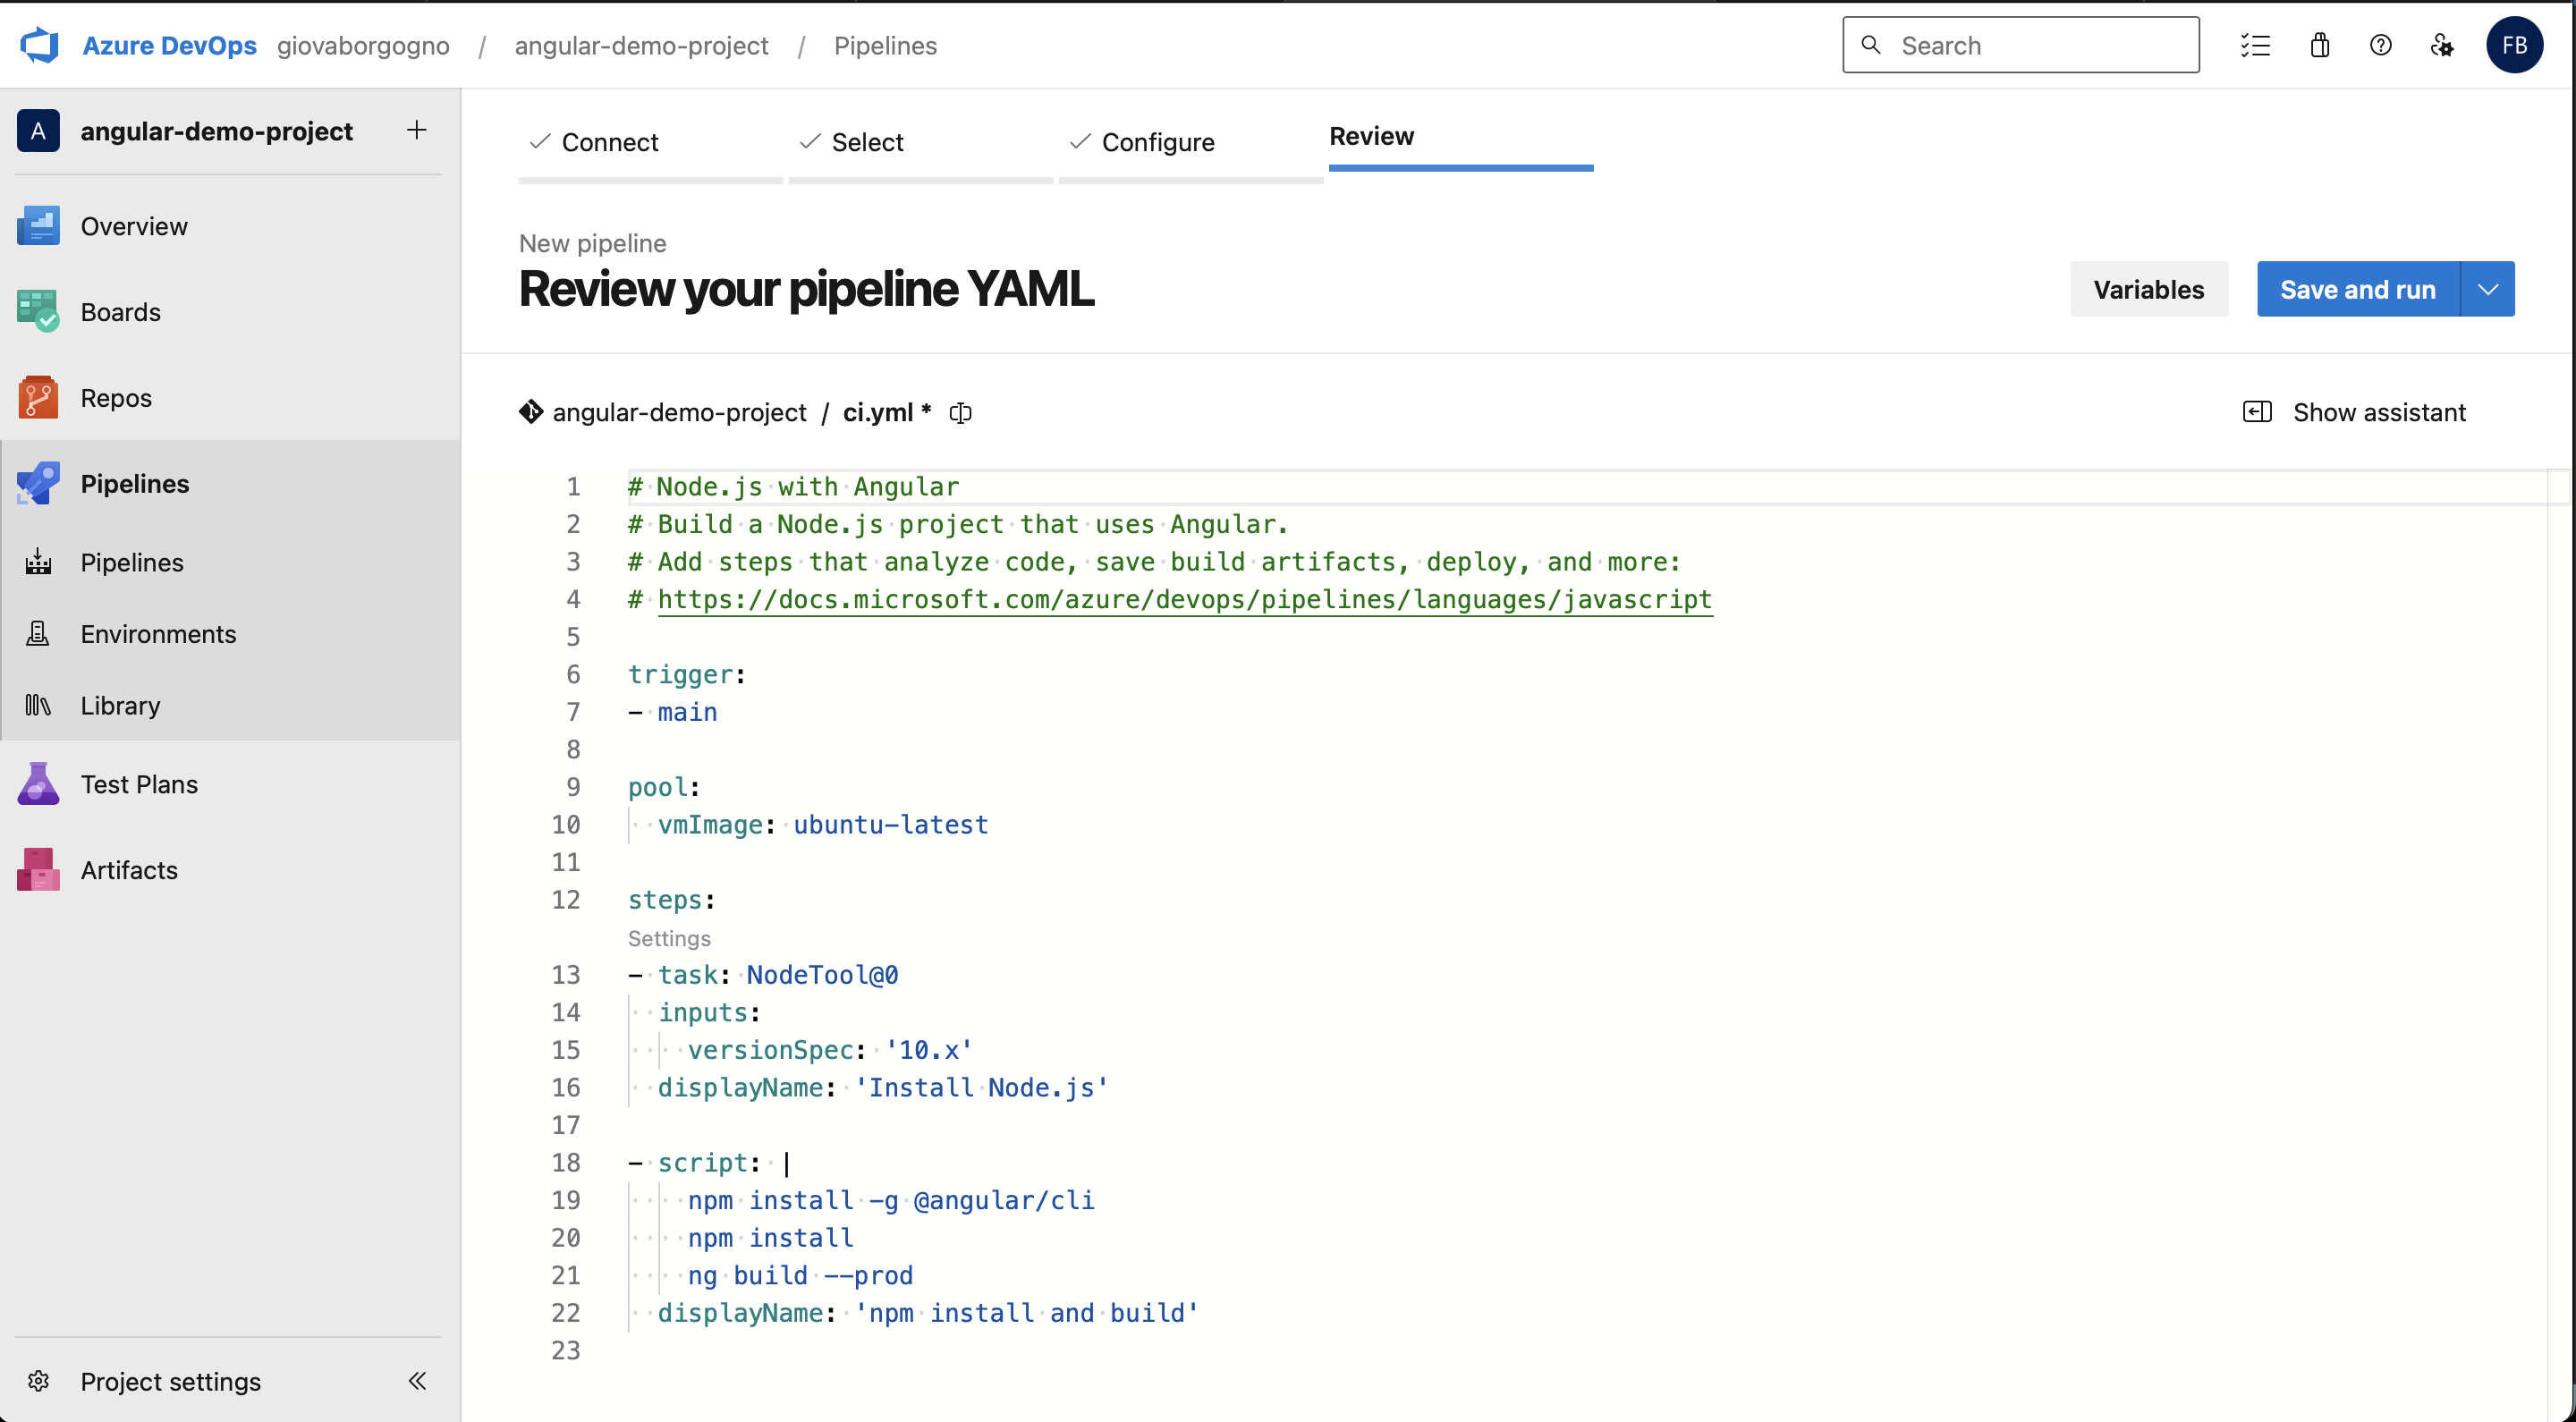 Azure DevOps giovaborgogno / angular-demo-project / Pipelines
Search
FB
A angular-demo-project
Overview
Boards
Repos
Pipelines
Pipelines
Environments
Library
Test Plans
Artifacts
Project settings
Connect
Select
Configure
Review
New pipeline
Review your pipeline YAML
Variables
Save and run
angular-demo-project / ci.yml *
Show assistant
1 # Node.js with Angular
2 # Build a Node.js project that uses Angular.
3 # Add steps that analyze code, save build artifacts, deploy, and more:
4 # https://docs.microsoft.com/azure/devops/pipelines/languages/javascript
5
6 trigger:
7 - main
8
9 pool:
10   vmImage: ubuntu-latest
11
12 steps:
Settings
13 - task: NodeTool@0
14   inputs:
15     versionSpec: '10.x'
16   displayName: 'Install Node.js'
17
18 - script: |
19     npm install -g @angular/cli
20     npm install
21     ng build --prod
22   displayName: 'npm install and build'
23